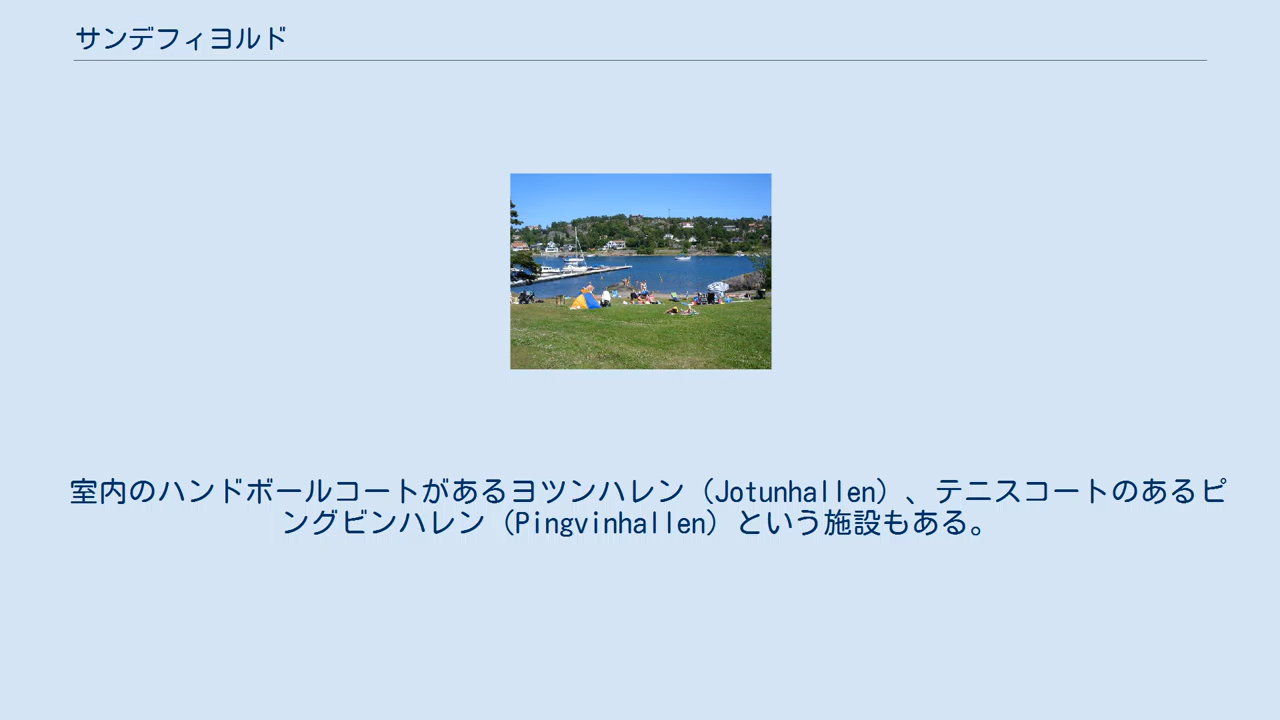 サンデフィヨルド
室内のハンドボールコートがあるヨツンハレン（Jotunhallen）、テニスコートのあるピ
ングビンハレン（Pingvinhallen）という施設もある。